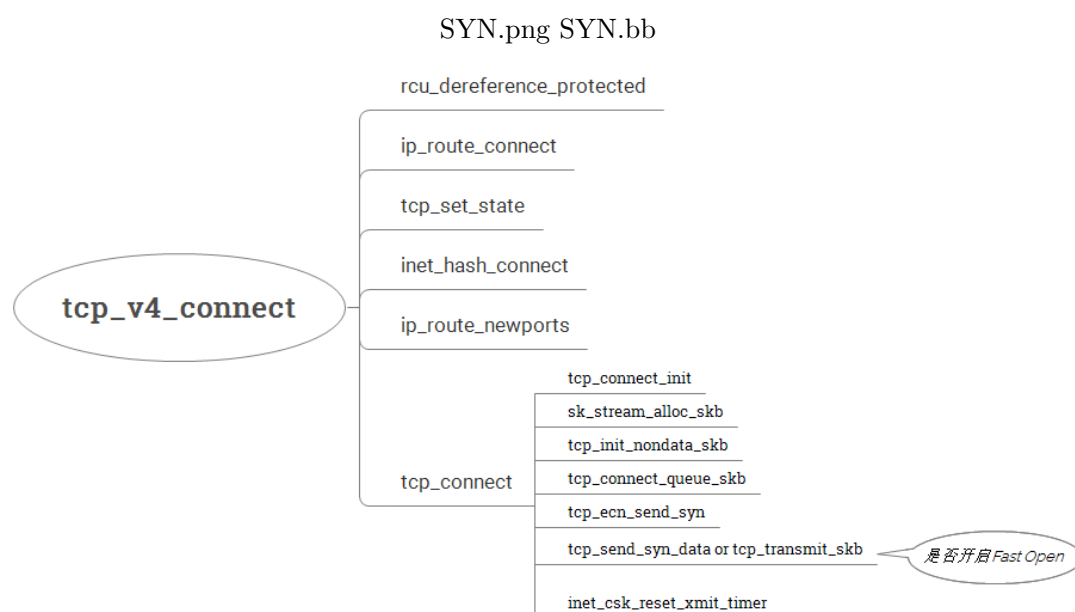 SYN.png SYN.bb
rcu_dereference_protected
ip_route_connect
tcp_set_state
inet_hash_connect
tcp_v4_connect
ip_route_newports
tcp_connect_init
sk_stream_alloc_skb
tcp_init_nondata_skb
tcp_connect_queue_skb
tcp_connect
tcp_ecn_send_syn
tcp_send_syn_data or tcp_transmit_skb
是否开启Fast Open
inet_csk_reset_xmit_timer